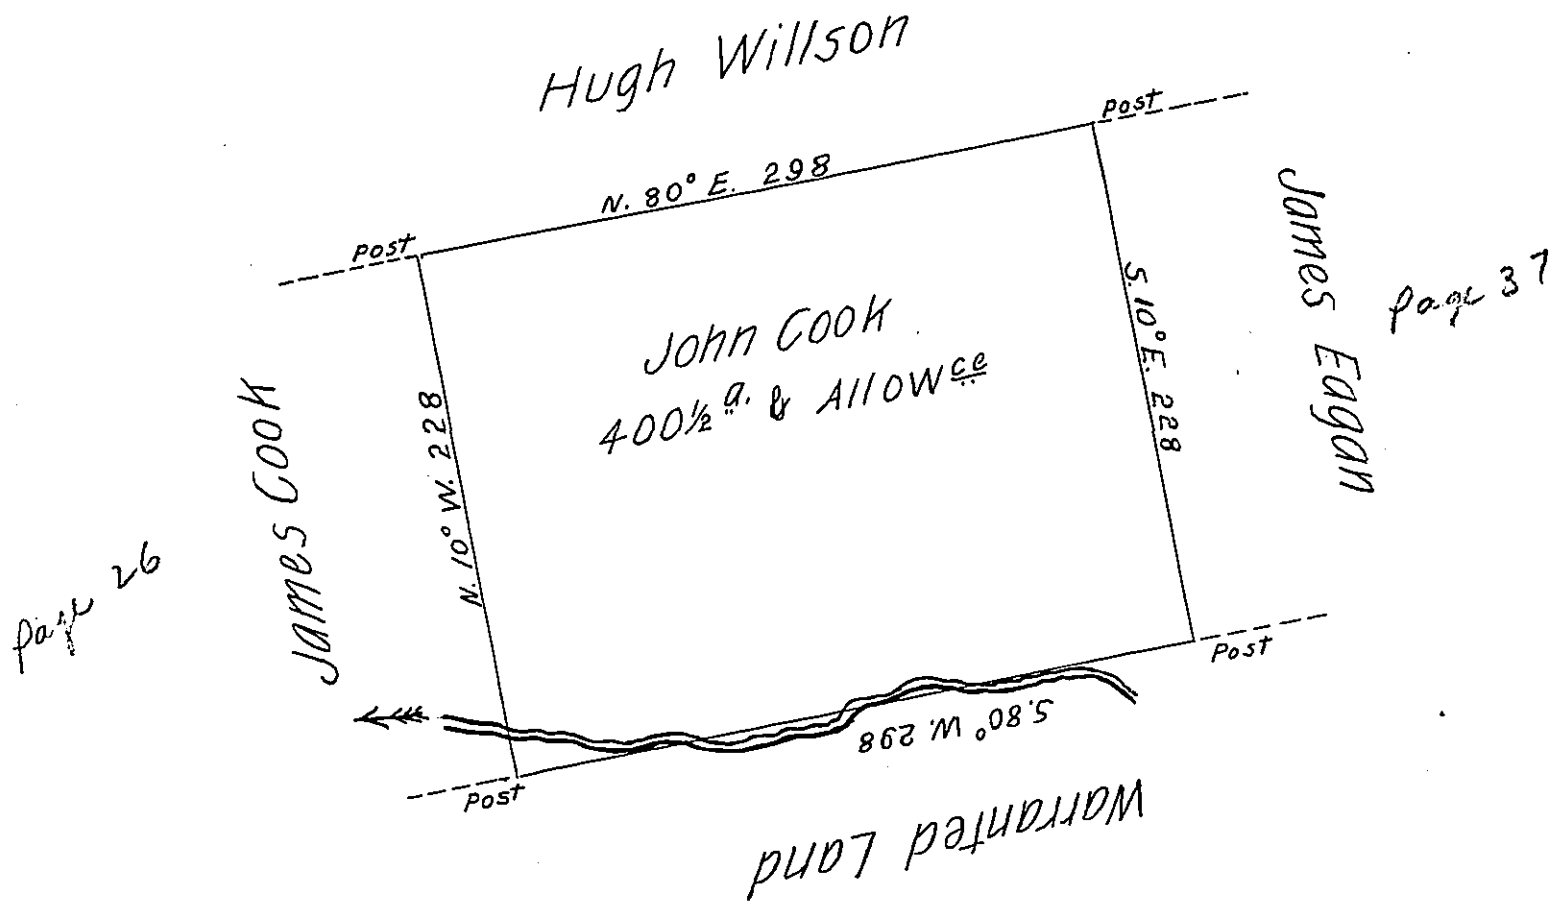 Hugh Willson
Post
N. 80° E. 298
Post
James Eagan
page 37
S. 10° E. 228
John Cook
400½ a. & Allowce
James Cook
page 26
N. 10° W. 228
Post
S. 80° W. 298
Post
Warranted Land